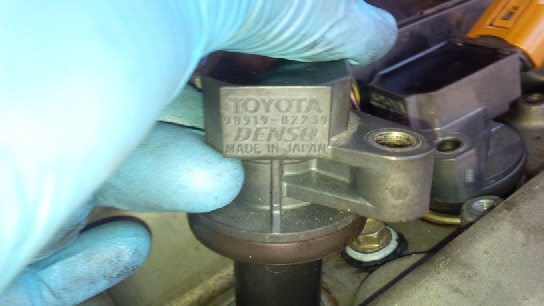 TOYOTA
90919-02239
DENSO
MADE IN JAPAN